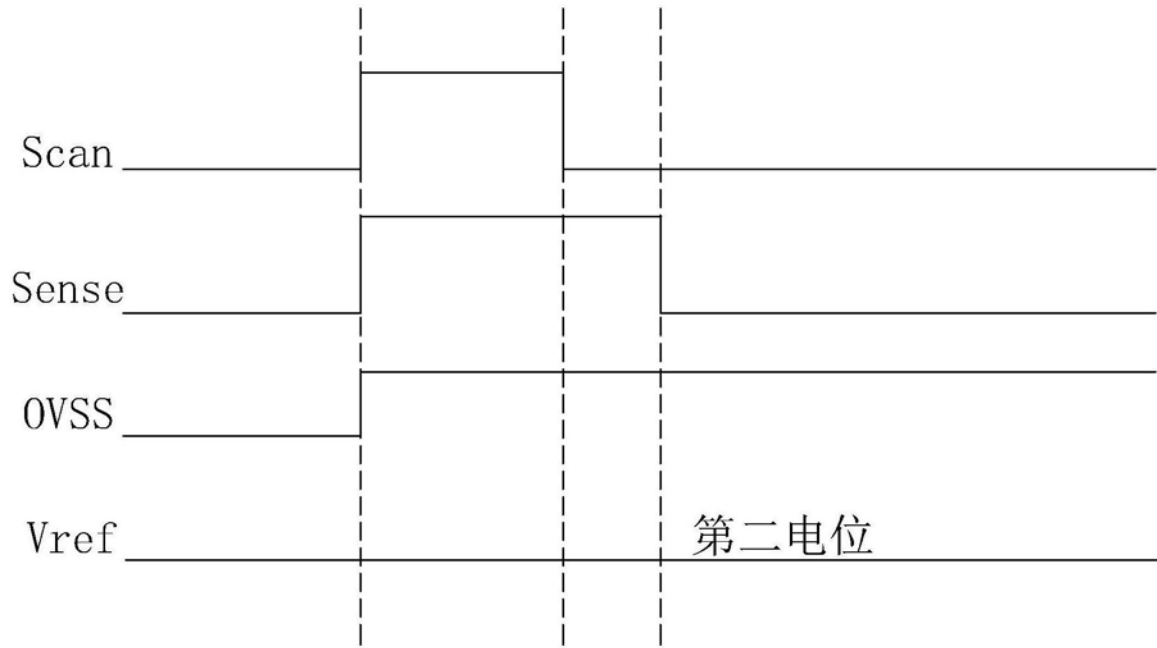 Scan
Sense
OVSS
Vref
第二电位